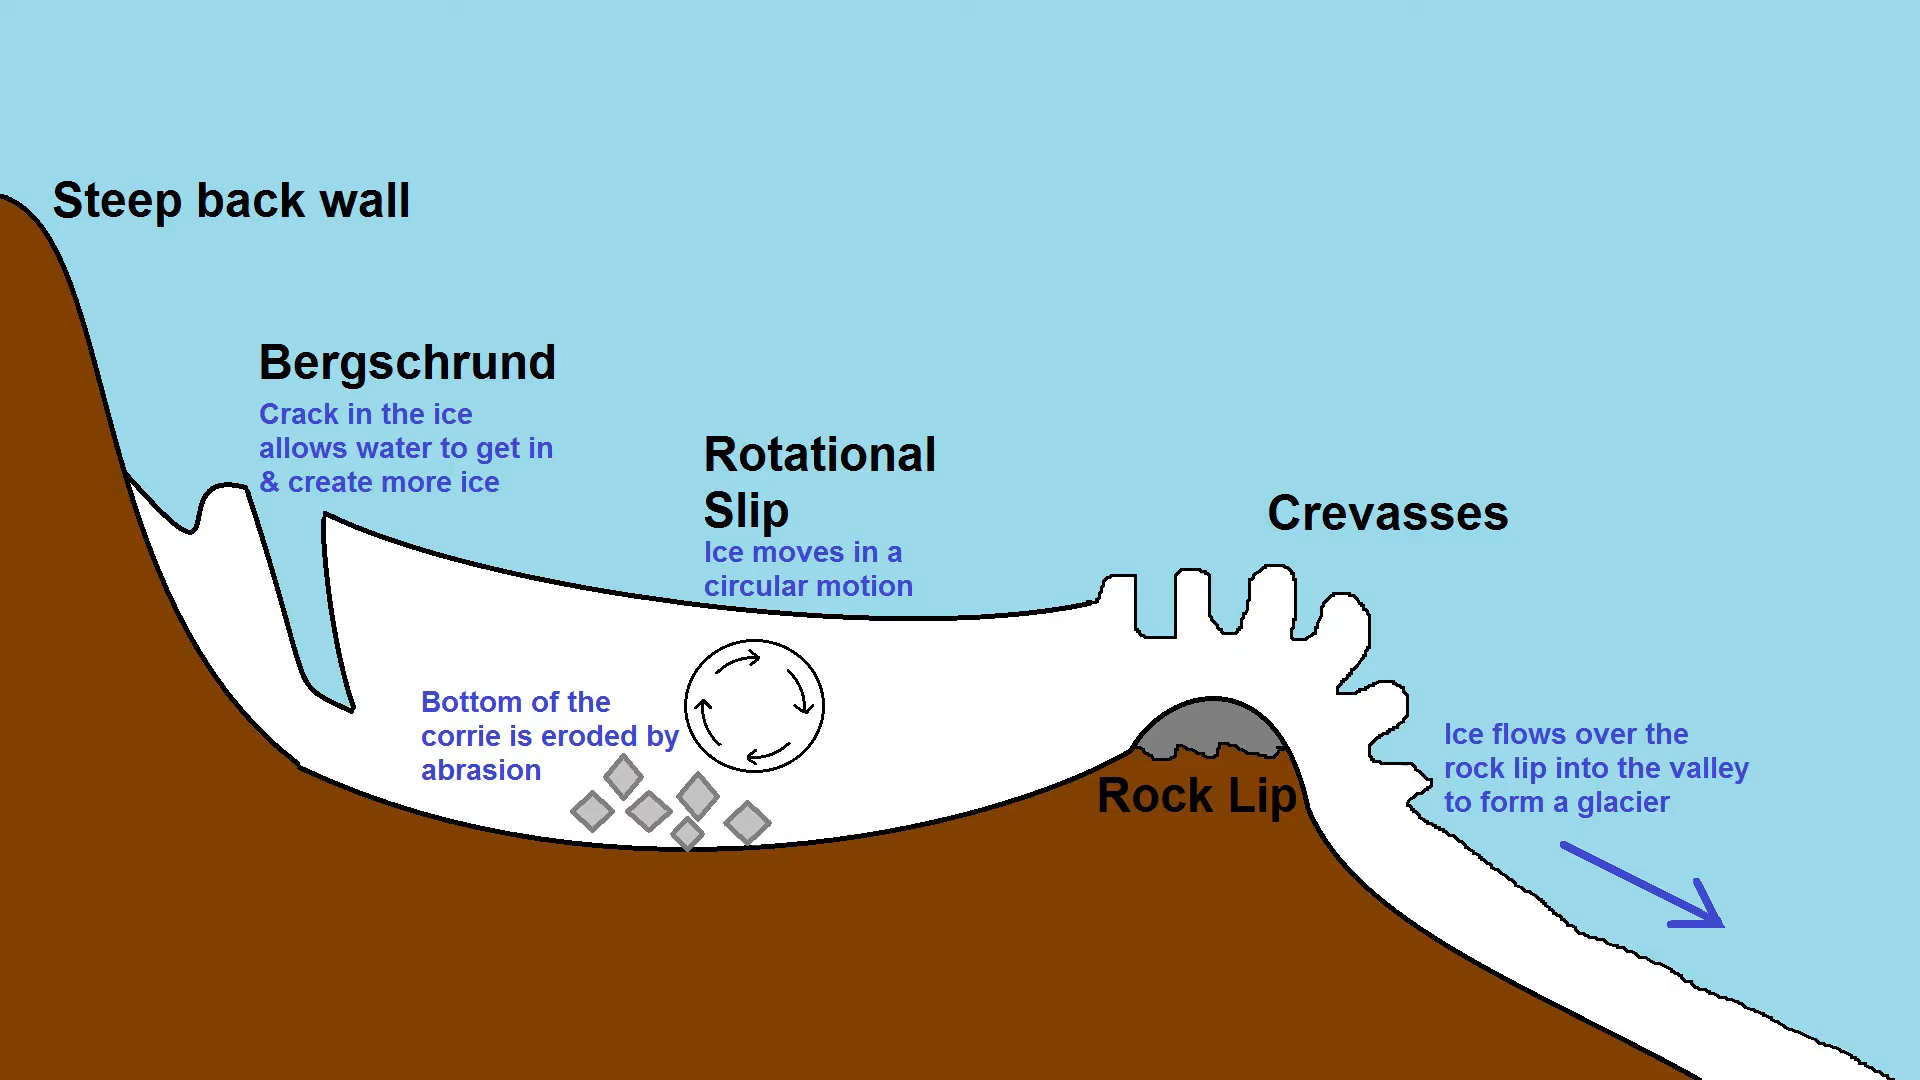 Steep back wall
Bergschrund
Crack in the ice
allows water to get in
& create more ice
Rotational
Slip
Ice moves in a
circular motion
Crevasses
Bottom of the
corrie is eroded by
abrasion
Rock Lip
Ice flows over the
rock lip into the valley
to form a glacier